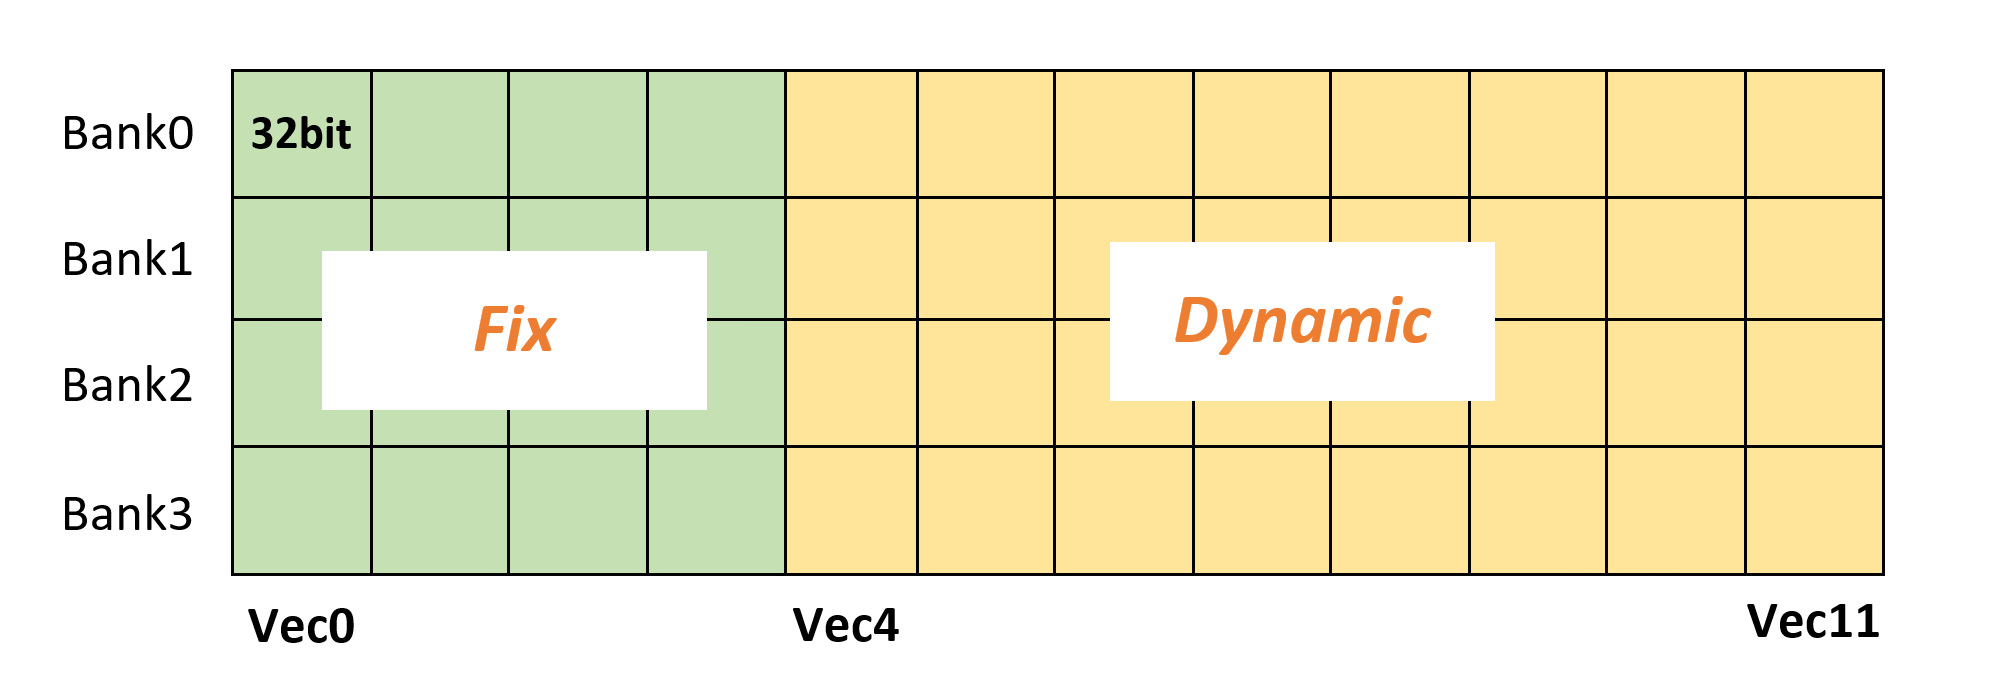 Bank0
32bit
Bank1
Fix
Dynamic
Bank2
Bank3
Vec0
Vec4
Vec11